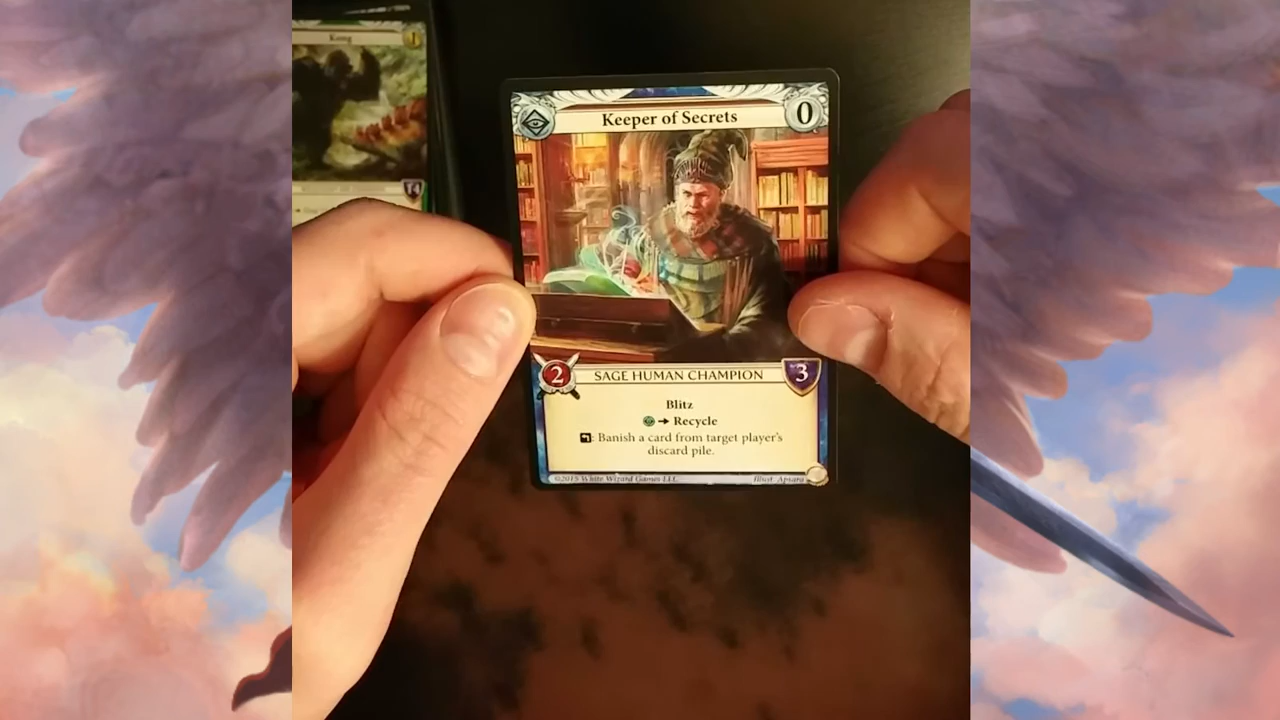 Kong
1
Keeper of Secrets
0
2
SAGE HUMAN CHAMPION
3
Blitz
➔ Recycle
: Banish a card from target player's
discard pile.
©2015 White Wizard Games LLC
Illust. Apsara